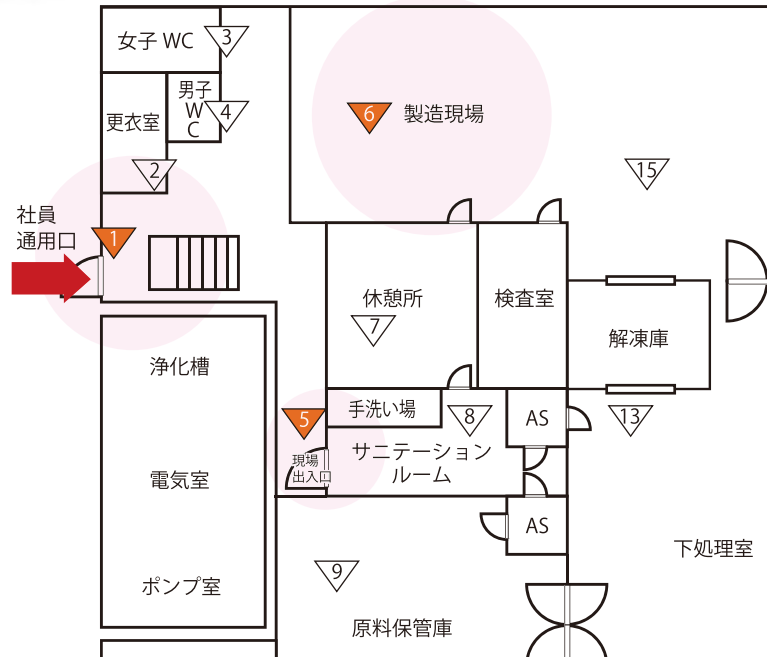 女子 WC
3
男子
W
C
4
更衣室
2
6
製造現場
15
社員
通用口
1
休憩所
7
検査室
解凍庫
浄化槽
手洗い場
8
AS
13
5
現場
出入口
サニテーション
ルーム
電気室
AS
下処理室
9
ポンプ室
原料保管庫